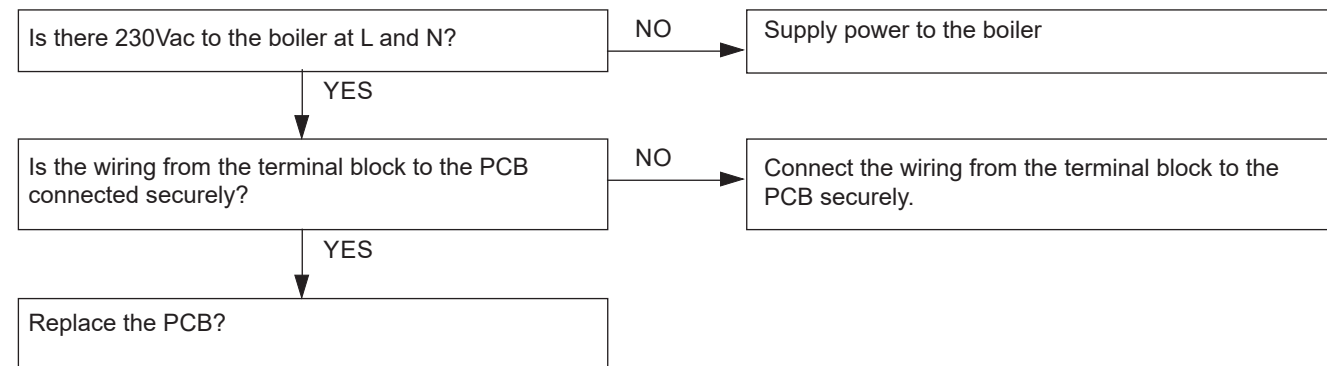 Is there 230Vac to the boiler at L and N?
NO
Supply power to the boiler
YES
Is the wiring from the terminal block to the PCB
connected securely?
NO
Connect the wiring from the terminal block to the
PCB securely.
YES
Replace the PCB?